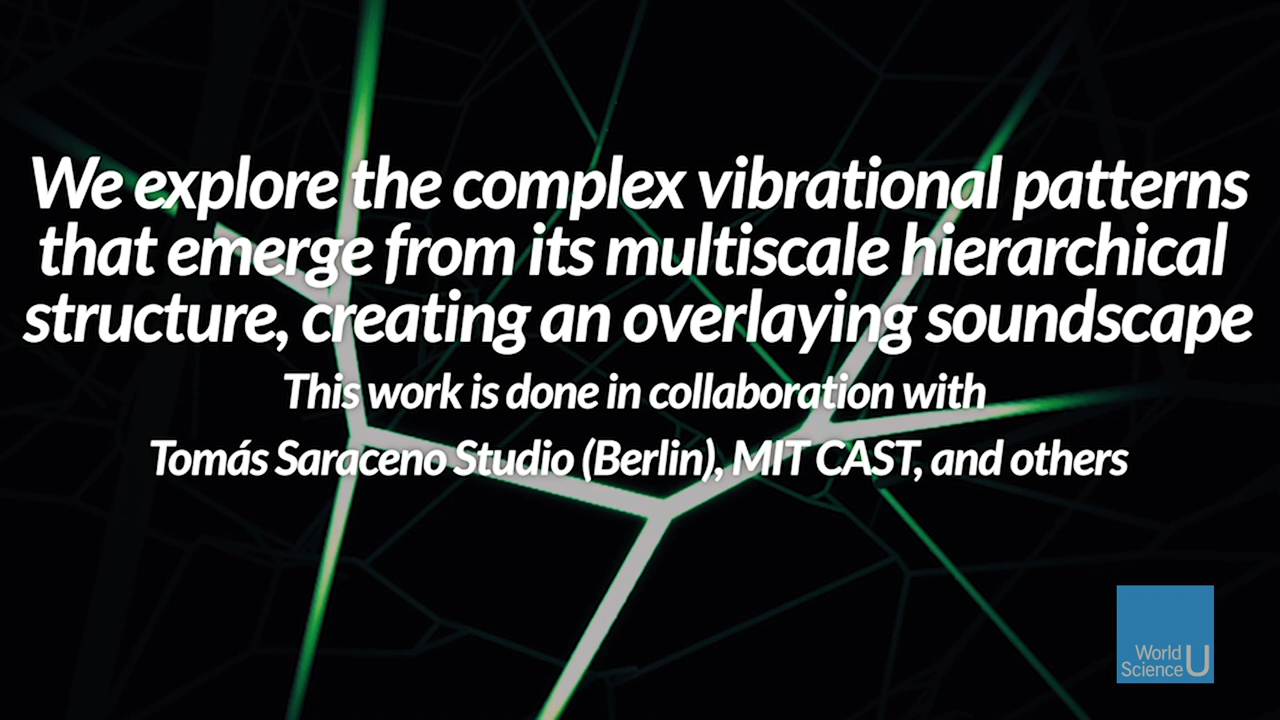 We explore the complex vibrational patterns
that emerge from its multiscale hierarchical
structure, creating an overlaying soundscape
This work is done in collaboration with
Tomás Saraceno Studio (Berlin), MIT CAST, and others
World
Science U